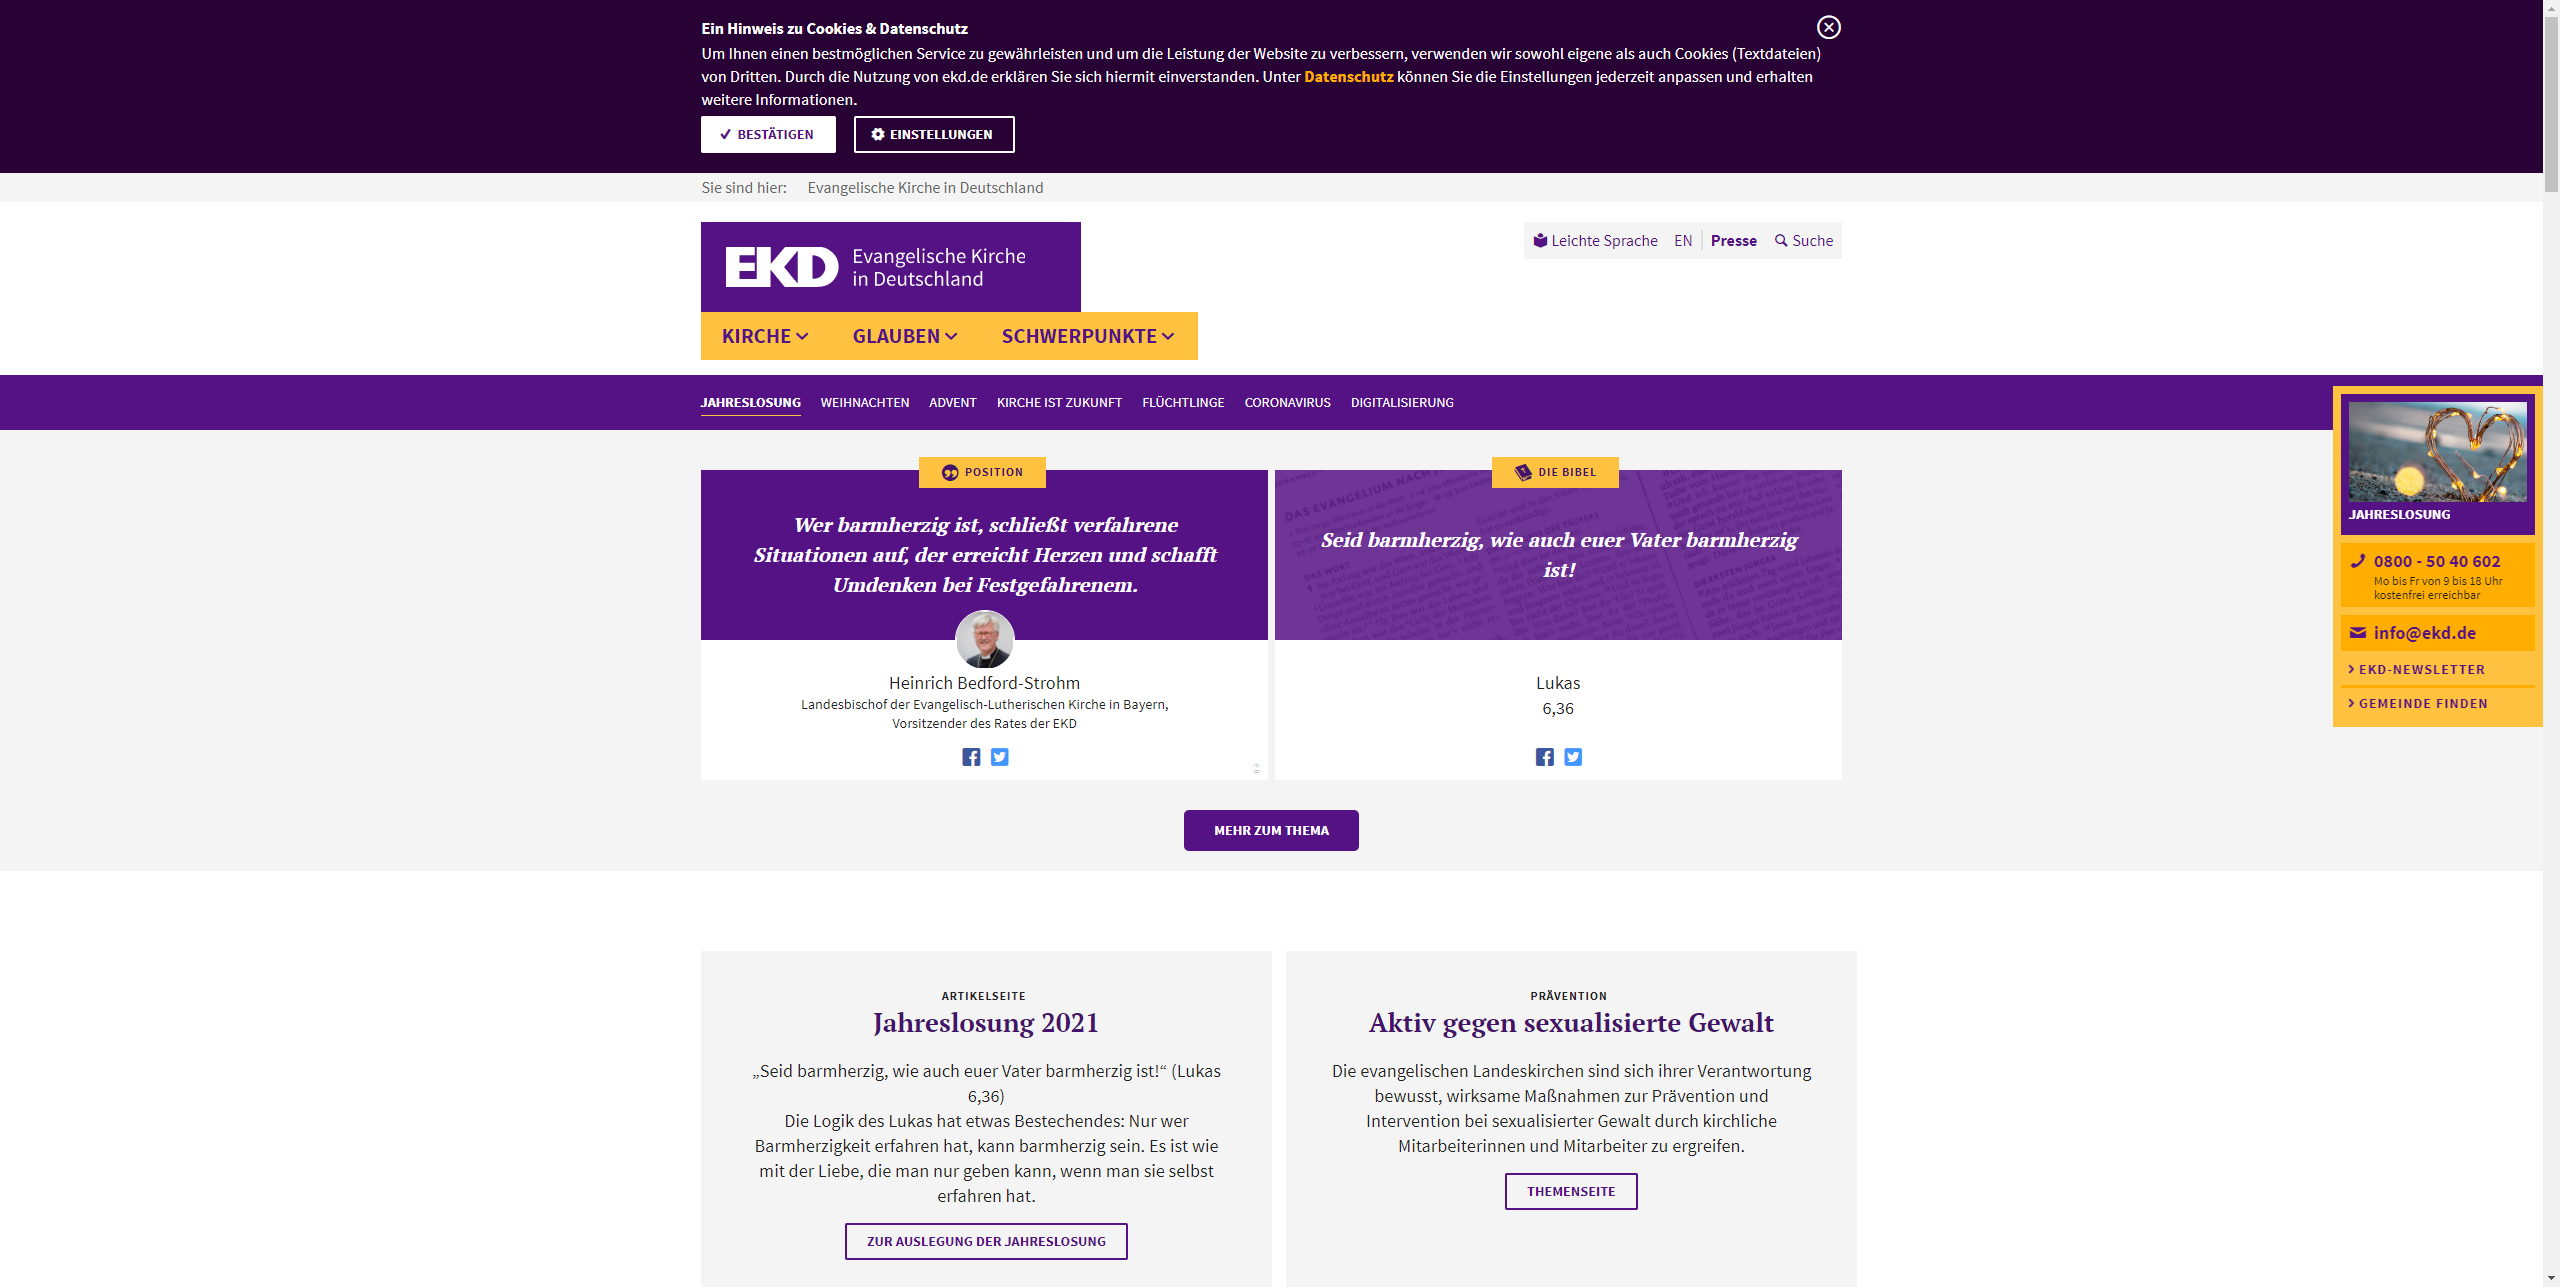 Ein Hinweis zu Cookies & Datenschutz
Um Ihnen einen bestmöglichen Service zu gewährleisten und um die Leistung der Website zu verbessern, verwenden wir sowohl eigene als auch Cookies (Textdateien)
von Dritten. Durch die Nutzung von ekd.de erklären Sie sich hiermit einverstanden. Unter Datenschutz können Sie die Einstellungen jederzeit anpassen und erhalten
weitere Informationen.
BESTÄTIGEN
EINSTELLUNGEN
Sie sind hier: Evangelische Kirche in Deutschland
EKD Evangelische Kirche
in Deutschland
Leichte Sprache EN Presse Suche
KIRCHE GLAUBEN SCHWERPUNKTE
JAHRESLOSUNG WEIHNACHTEN ADVENT KIRCHE IST ZUKUNFT FLÜCHTLINGE CORONAVIRUS DIGITALISIERUNG
POSITION
Wer barmherzig ist, schließt verfahrene
Situationen auf, der erreicht Herzen und schafft
Umdenken bei Festgefahrenem.
Heinrich Bedford-Strohm
Landesbischof der Evangelisch-Lutherischen Kirche in Bayern,
Vorsitzender des Rates der EKD
DIE BIBEL
DAS EVANGELIUM NACH
DAS WORT
DIE ERSTEN JÜNGER
Seid barmherzig, wie auch euer Vater barmherzig
ist!
Lukas
6,36
MEHR ZUM THEMA
JAHRESLOSUNG
0800 - 50 40 602
Mo bis Fr von 9 bis 18 Uhr
kostenfrei erreichbar
info@ekd.de
EKD-NEWSLETTER
GEMEINDE FINDEN
ARTIKELSEITE
Jahreslosung 2021
„Seid barmherzig, wie auch euer Vater barmherzig ist!“ (Lukas
6,36)
Die Logik des Lukas hat etwas Bestechendes: Nur wer
Barmherzigkeit erfahren hat, kann barmherzig sein. Es ist wie
mit der Liebe, die man nur geben kann, wenn man sie selbst
erfahren hat.
ZUR AUSLEGUNG DER JAHRESLOSUNG
PRÄVENTION
Aktiv gegen sexualisierte Gewalt
Die evangelischen Landeskirchen sind sich ihrer Verantwortung
bewusst, wirksame Maßnahmen zur Prävention und
Intervention bei sexualisierter Gewalt durch kirchliche
Mitarbeiterinnen und Mitarbeiter zu ergreifen.
THEMENSEITE